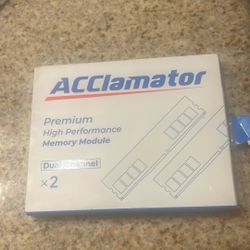 ACClamator
Premium
High Performance
Memory Module
Dual Channel
×2